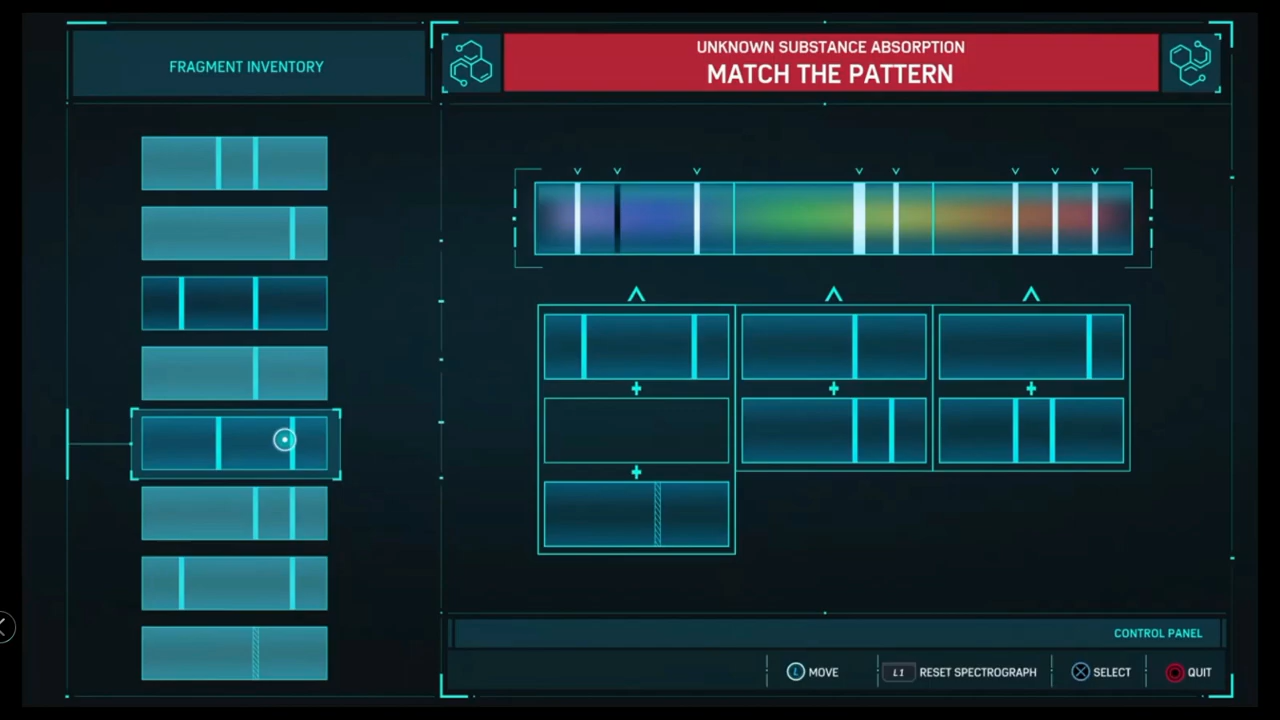 FRAGMENT INVENTORY
UNKNOWN SUBSTANCE ABSORPTION
MATCH THE PATTERN
CONTROL PANEL
L MOVE
L1 RESET SPECTROGRAPH
SELECT
QUIT